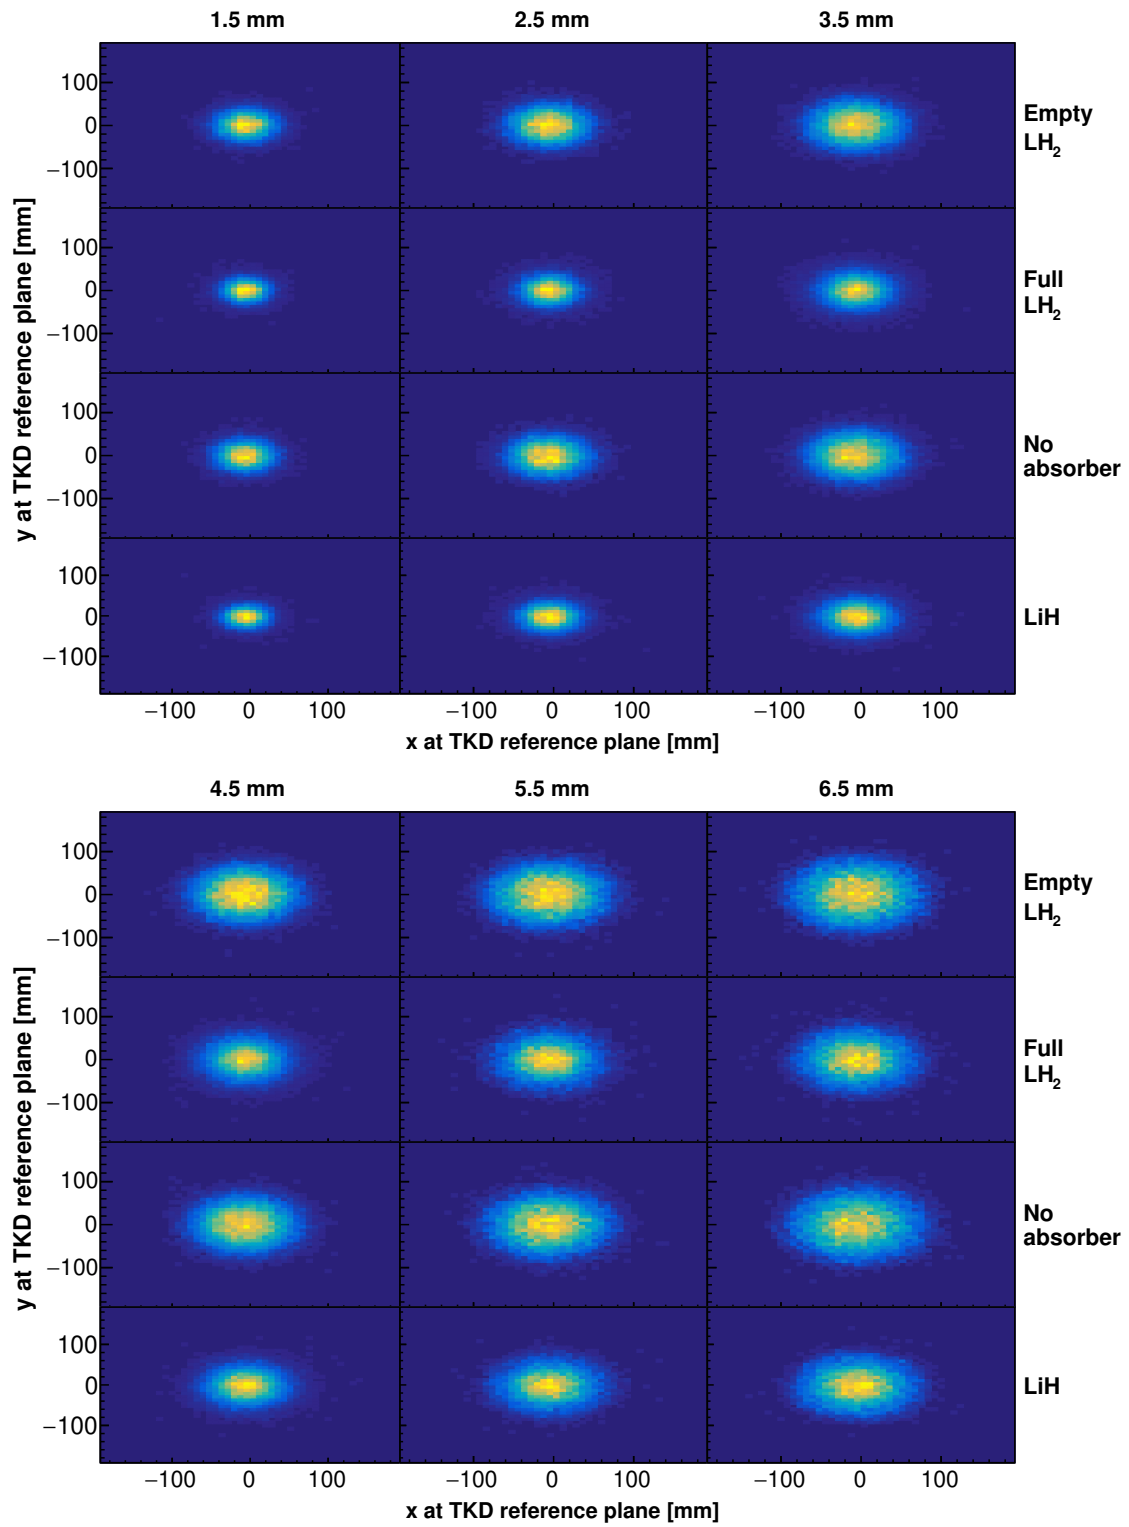 1.5 mm 2.5 mm 3.5 mm
100
0
−100
Empty
LH2
100
0
−100
Full
LH2
100
0
−100
No
absorber
100
0
−100
LiH
y at TKD reference plane [mm]
−100 0 100 −100 0 100 −100 0 100
x at TKD reference plane [mm]
4.5 mm 5.5 mm 6.5 mm
100
0
−100
Empty
LH2
100
0
−100
Full
LH2
100
0
−100
No
absorber
100
0
−100
LiH
y at TKD reference plane [mm]
−100 0 100 −100 0 100 −100 0 100
x at TKD reference plane [mm]